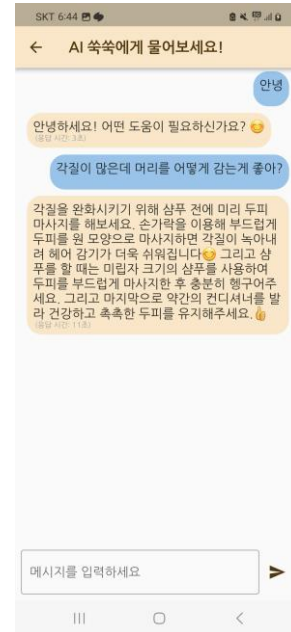 SKT 6:44
AI 쑥쑥에게 물어보세요!
안녕
안녕하세요! 어떤 도움이 필요하신가요? 😊
(응답 시간: 3초)
각질이 많은데 머리를 어떻게 감는게 좋아?
각질을 완화시키기 위해 샴푸 전에 미리 두피
마사지를 해보세요. 손가락을 이용해 부드럽게
두피를 원 모양으로 마사지하면 각질이 녹아내
려 헤어 감기가 더욱 쉬워집니다😊 그리고 샴
푸를 할 때는 미립자 크기의 샴푸를 사용하여
두피를 부드럽게 마사지한 후 충분히 헹구어주
세요. 그리고 마지막으로 약간의 컨디셔너를 발
라 건강하고 촉촉한 두피를 유지해주세요.👍
(응답 시간: 11초)
메시지를 입력하세요